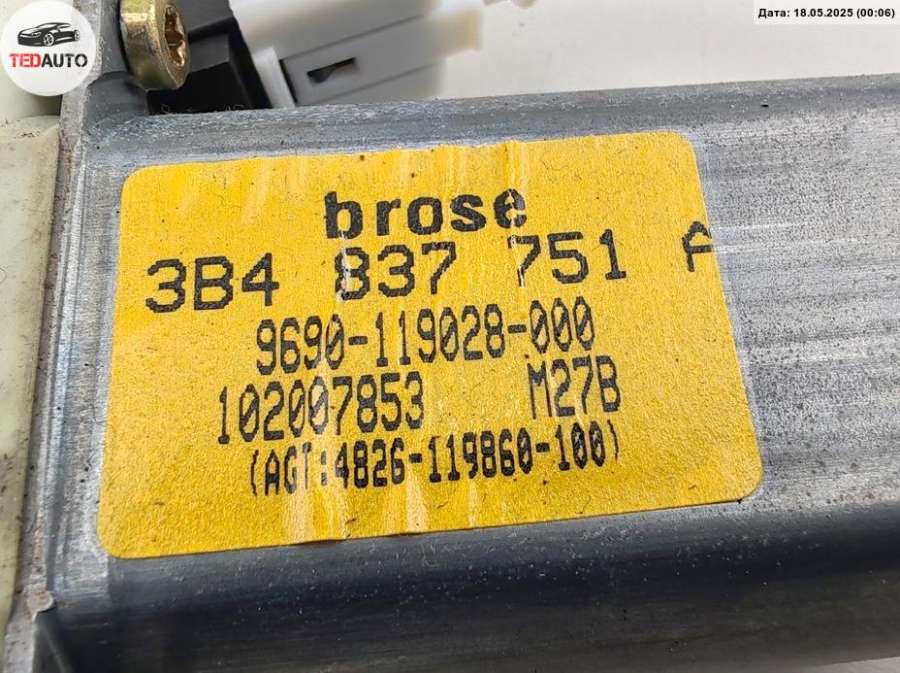 TEDAUTO
Дата: 18.05.2025 (00:06)
brose
3B4 837 751 A
9690-119028-000
102007853 M27B
(AGT:4826-119860-100)